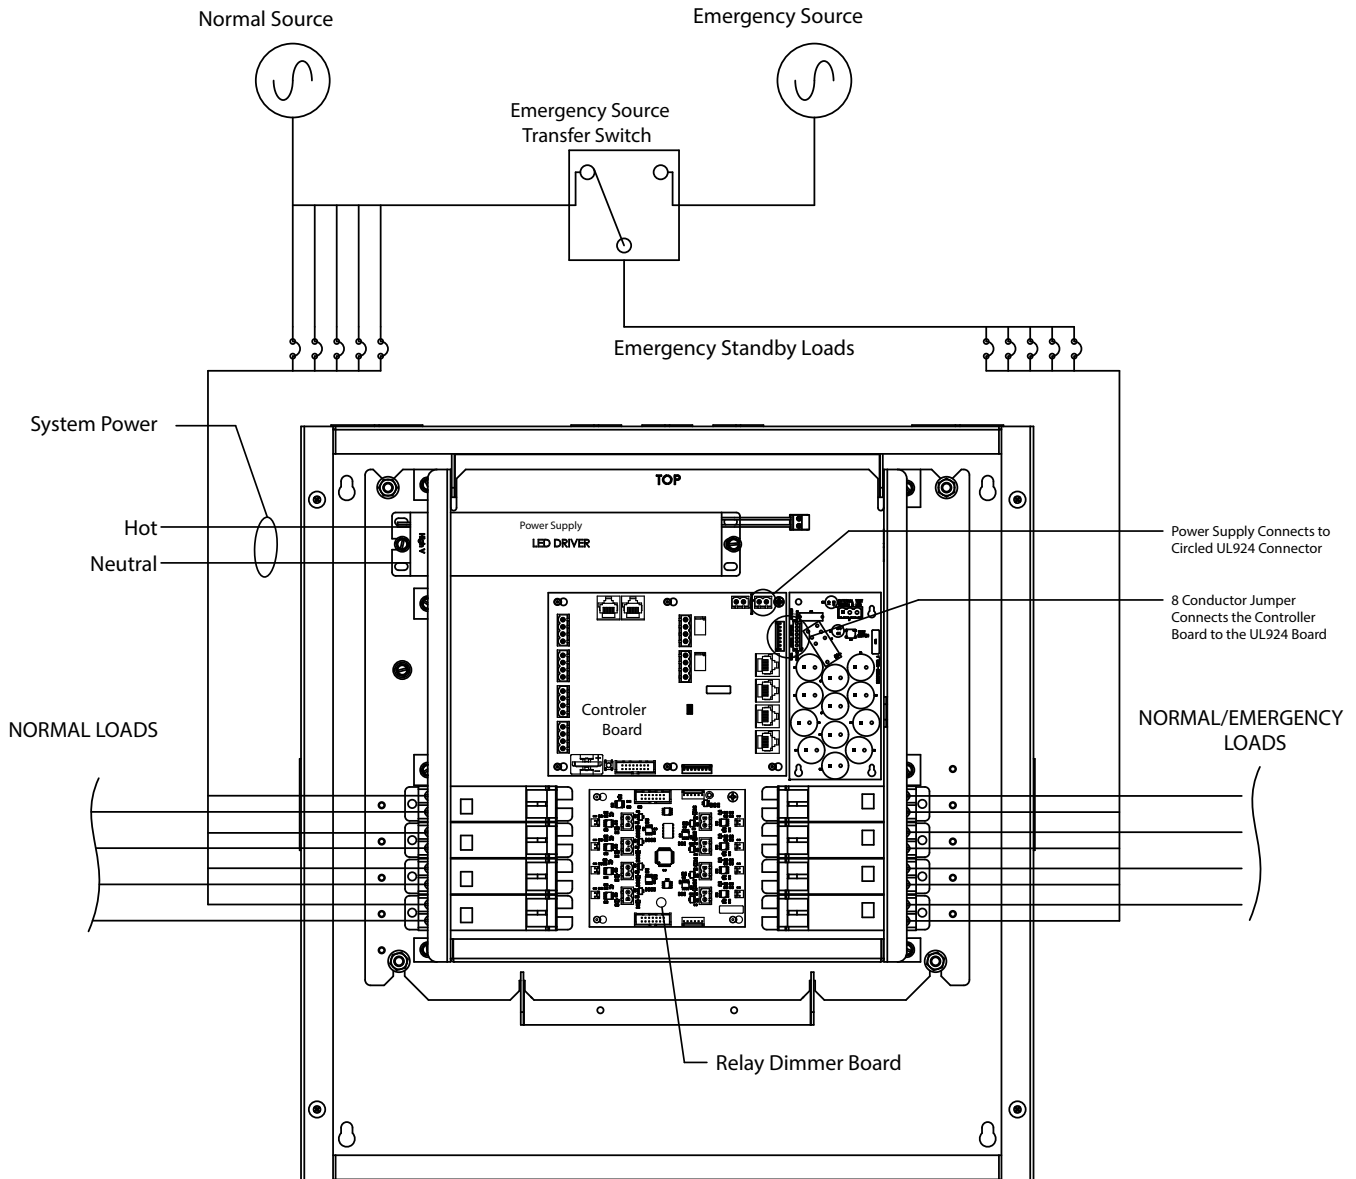 Normal Source
Emergency Source
Emergency Source
Transfer Switch
Emergency Standby Loads
System Power
TOP
Hot
Power Supply
LED DRIVER
Neutral
Power Supply Connects to
Circled UL924 Connector
8 Conductor Jumper
Connects the Controller
Board to the UL924 Board
Controler
Board
NORMAL LOADS
NORMAL/EMERGENCY
LOADS
Relay Dimmer Board